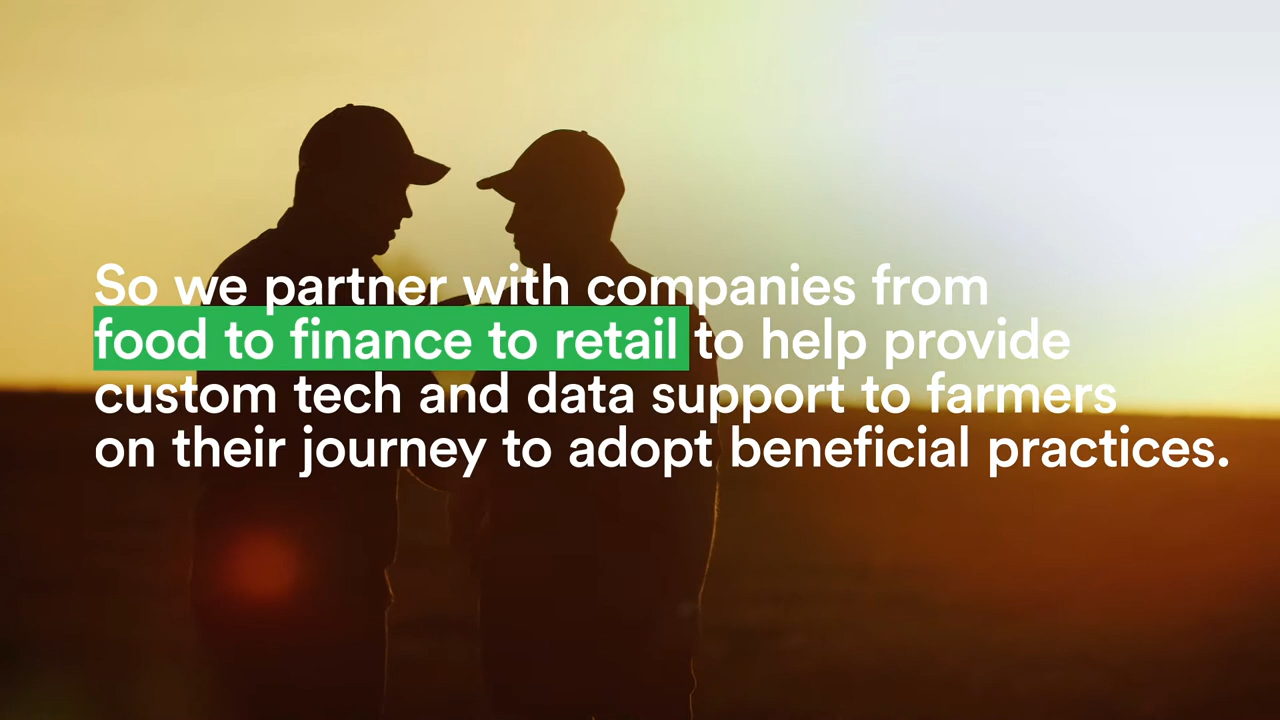 So we partner with companies from
food to finance to retail to help provide
custom tech and data support to farmers
on their journey to adopt beneficial practices.